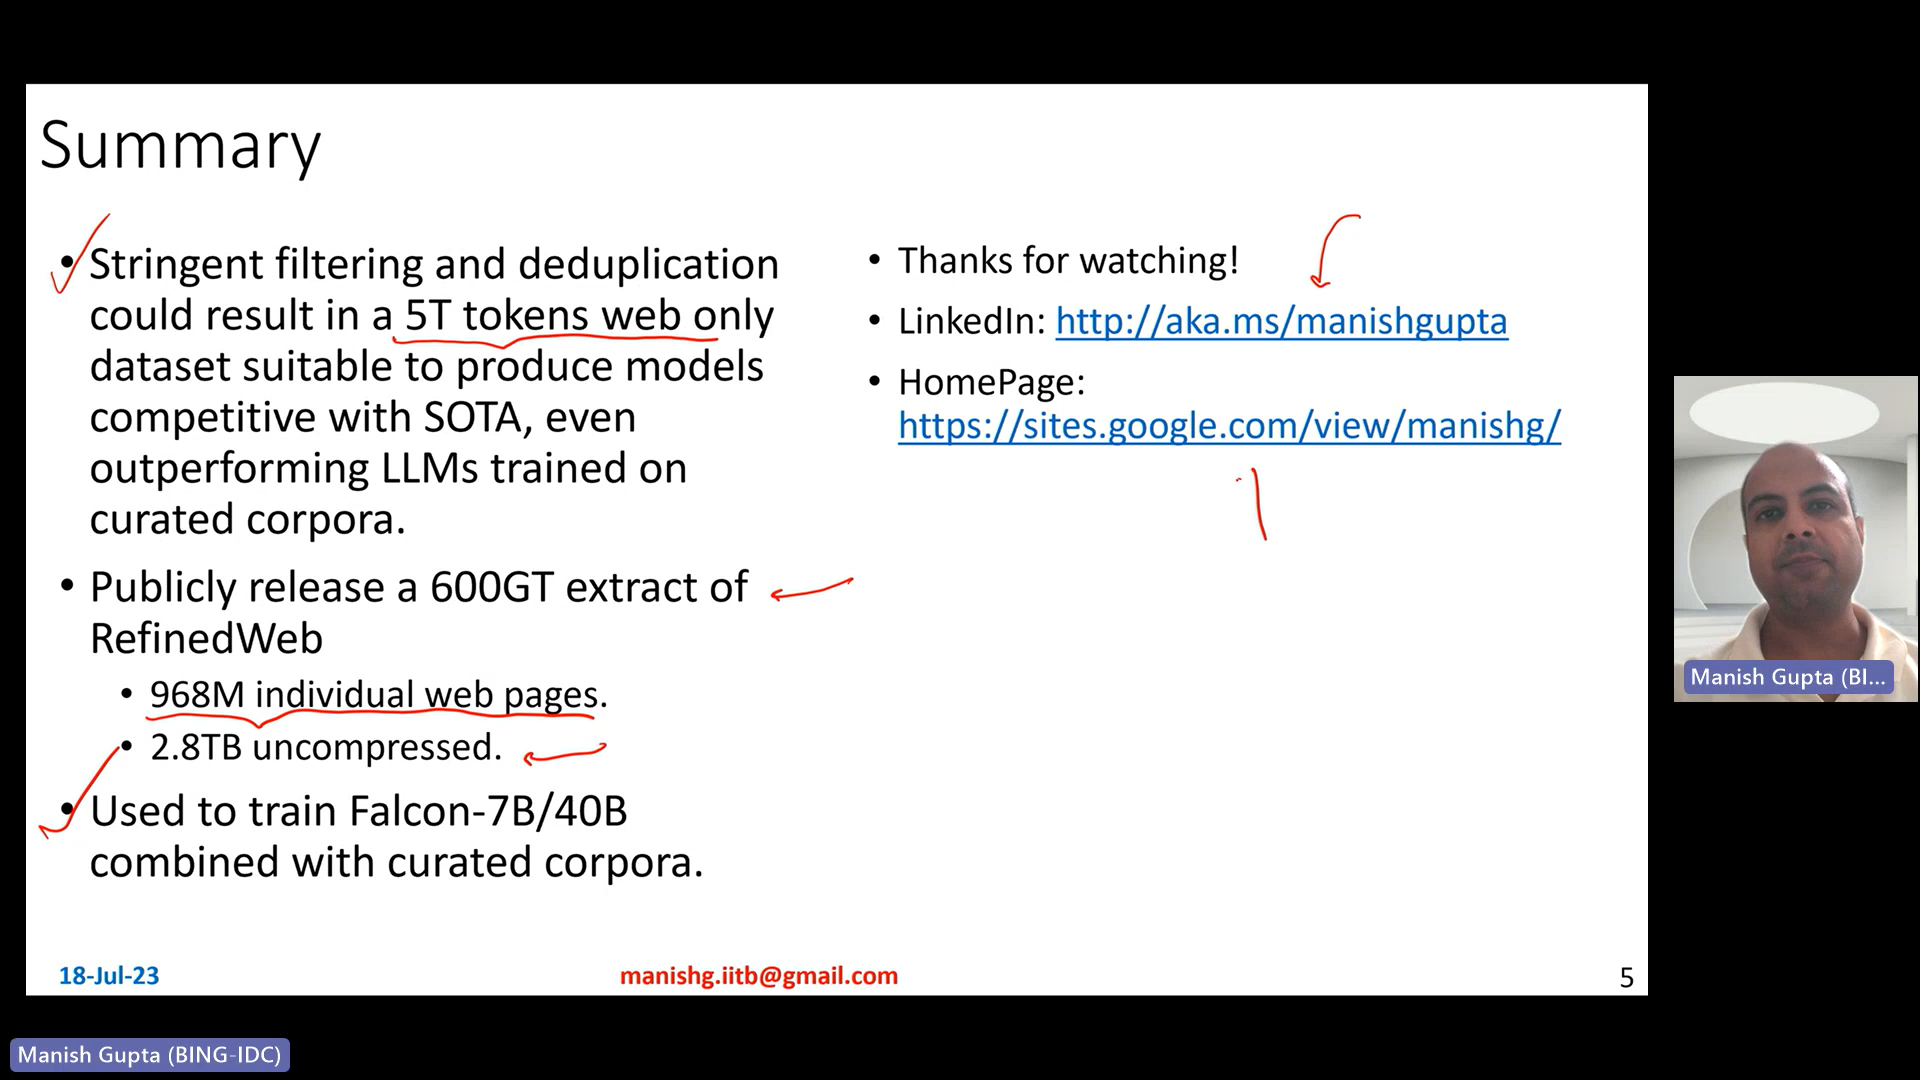 Summary
• Stringent filtering and deduplication
could result in a 5T tokens web only
dataset suitable to produce models
competitive with SOTA, even
outperforming LLMs trained on
curated corpora.
• Publicly release a 600GT extract of
RefinedWeb
• 968M individual web pages.
• 2.8TB uncompressed.
• Used to train Falcon-7B/40B
combined with curated corpora.
• Thanks for watching!
• LinkedIn: http://aka.ms/manishgupta
• HomePage:
https://sites.google.com/view/manishg/
Manish Gupta (BI...
18-Jul-23
manishg.iitb@gmail.com
5
Manish Gupta (BING-IDC)